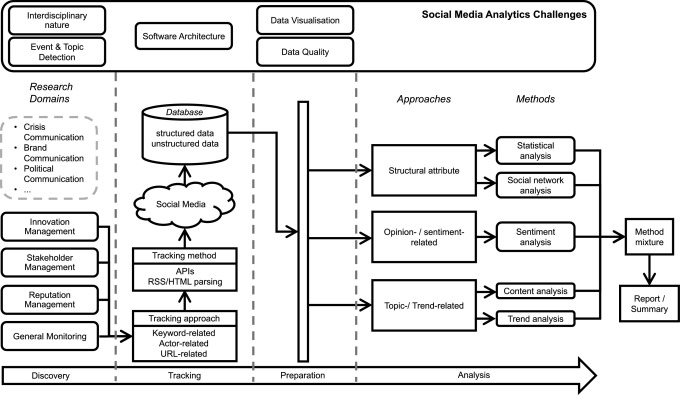 Social Media Analytics Challenges
Interdisciplinary
nature
Event & Topic
Detection
Software Architecture
Data Visualisation
Data Quality
Research
Domains
• Crisis
Communication
• Brand
Communication
• Political
Communication
• ...
Innovation
Management
Stakeholder
Management
Reputation
Management
General Monitoring
Database
structured data
unstructured data
Social Media
Tracking method
APIs
RSS/HTML parsing
Tracking approach
Keyword-related
Actor-related
URL-related
Approaches
Structural attribute
Opinion- / sentiment-
related
Topic-/ Trend-related
Methods
Statistical
analysis
Social network
analysis
Sentiment
analysis
Content analysis
Trend analysis
Method
mixture
Report /
Summary
Discovery
Tracking
Preparation
Analysis